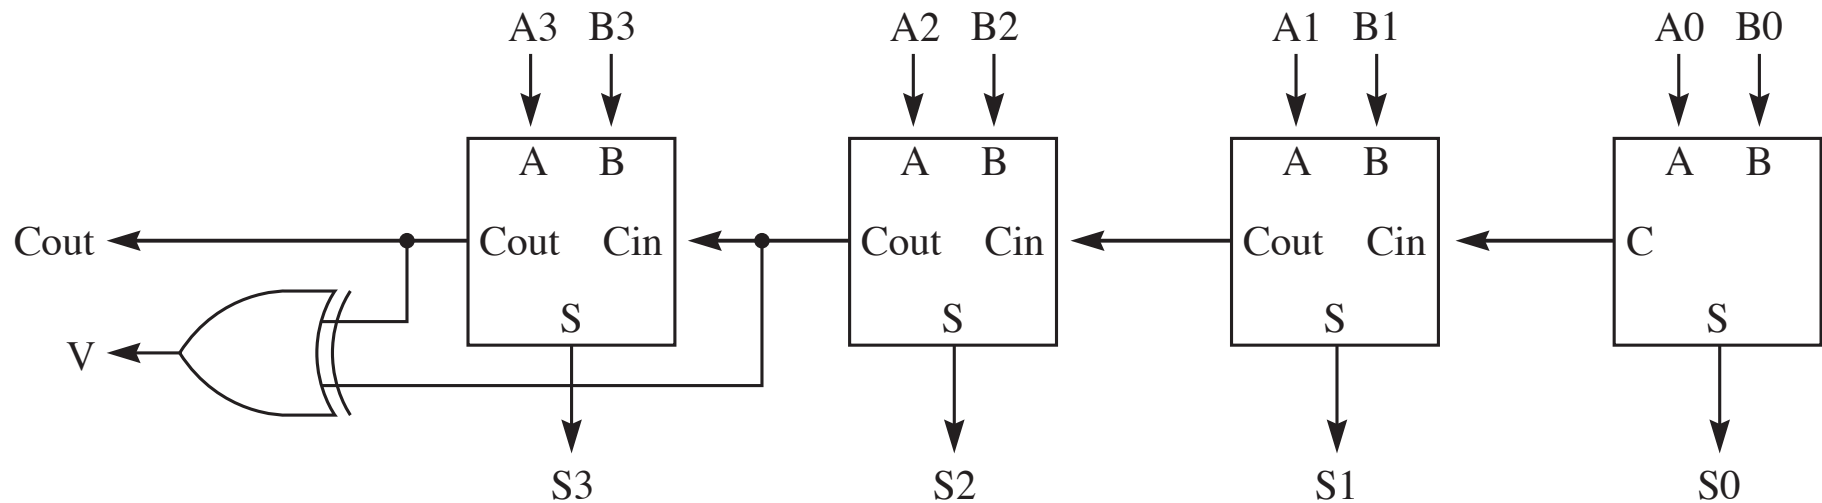 A3 B3 A2 B2 A1 B1 A0 B0
A B A B A B A B
Cout Cout Cin Cout Cin Cout Cin C
S S S S
V
S3 S2 S1 S0